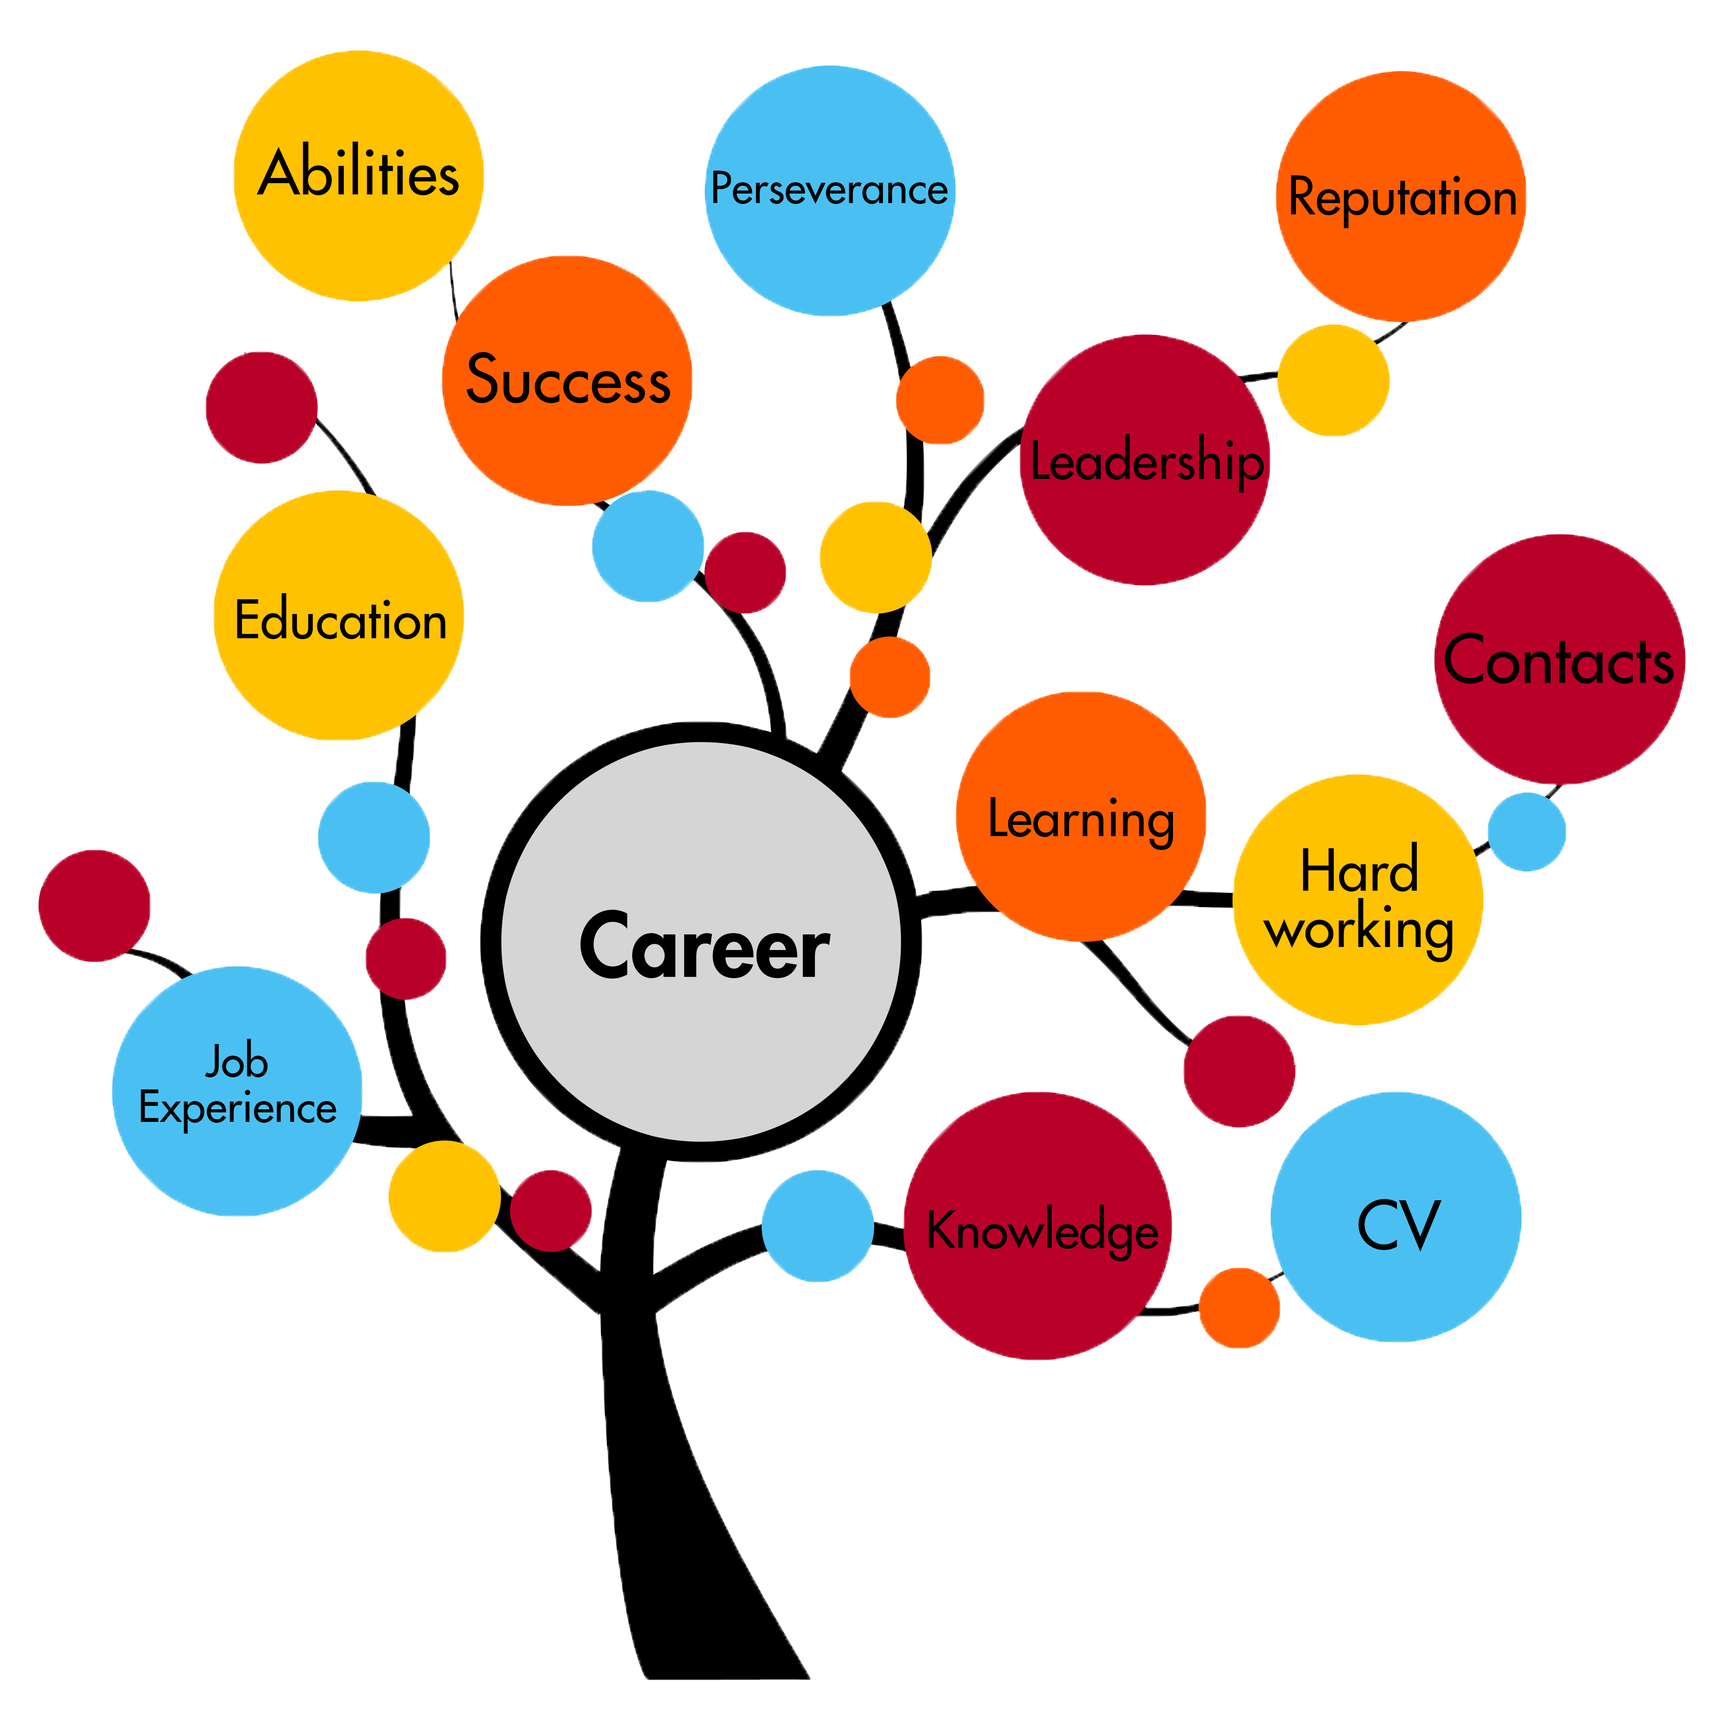 Abilities
Perseverance
Reputation
Success
Leadership
Education
Contacts
Learning
Hard
working
Career
Job
Experience
Knowledge
CV